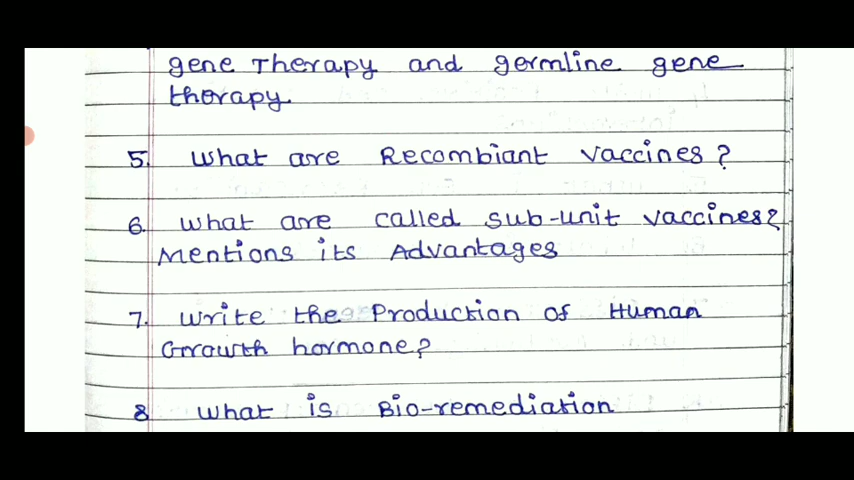 gene Therapy and germline gene
therapy.
5. What are Recombiant vaccines?
6. What are called sub-unit vaccines?
Mentions its Advantages
7. Write the Production of Human
Growth hormone?
8 What is Bio-remediation